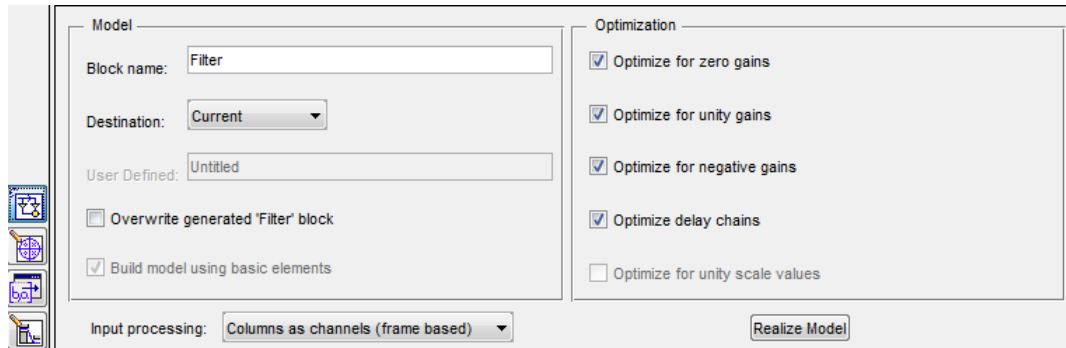 Model
Block name: Filter
Destination: Current
User Defined: Untitled
Overwrite generated 'Filter' block
Build model using basic elements
Optimization
Optimize for zero gains
Optimize for unity gains
Optimize for negative gains
Optimize delay chains
Optimize for unity scale values
Input processing: Columns as channels (frame based)
Realize Model